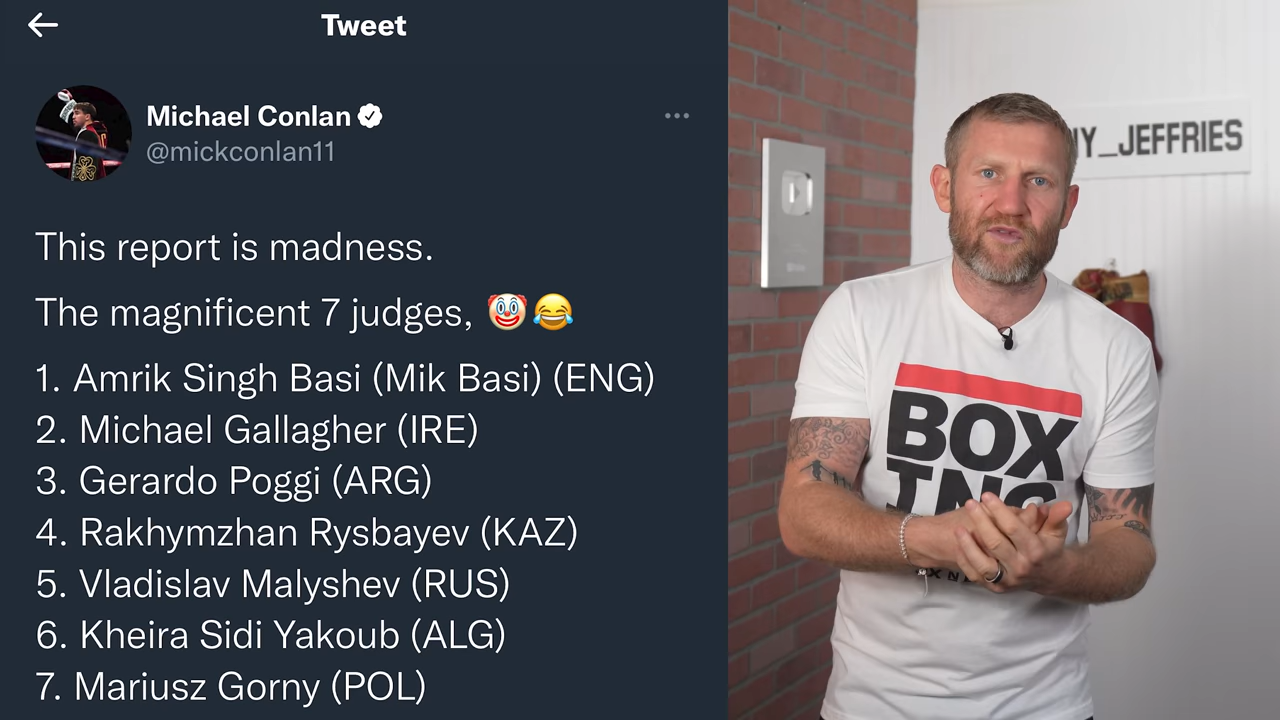 Tweet
Michael Conlan
@mickconlan11
This report is madness.
The magnificent 7 judges, 🤡😂
1. Amrik Singh Basi (Mik Basi) (ENG)
2. Michael Gallagher (IRE)
3. Gerardo Poggi (ARG)
4. Rakhymzhan Rysbayev (KAZ)
5. Vladislav Malyshev (RUS)
6. Kheira Sidi Yakoub (ALG)
7. Mariusz Gorny (POL)
Y_JEFFRIES
BOX
ING